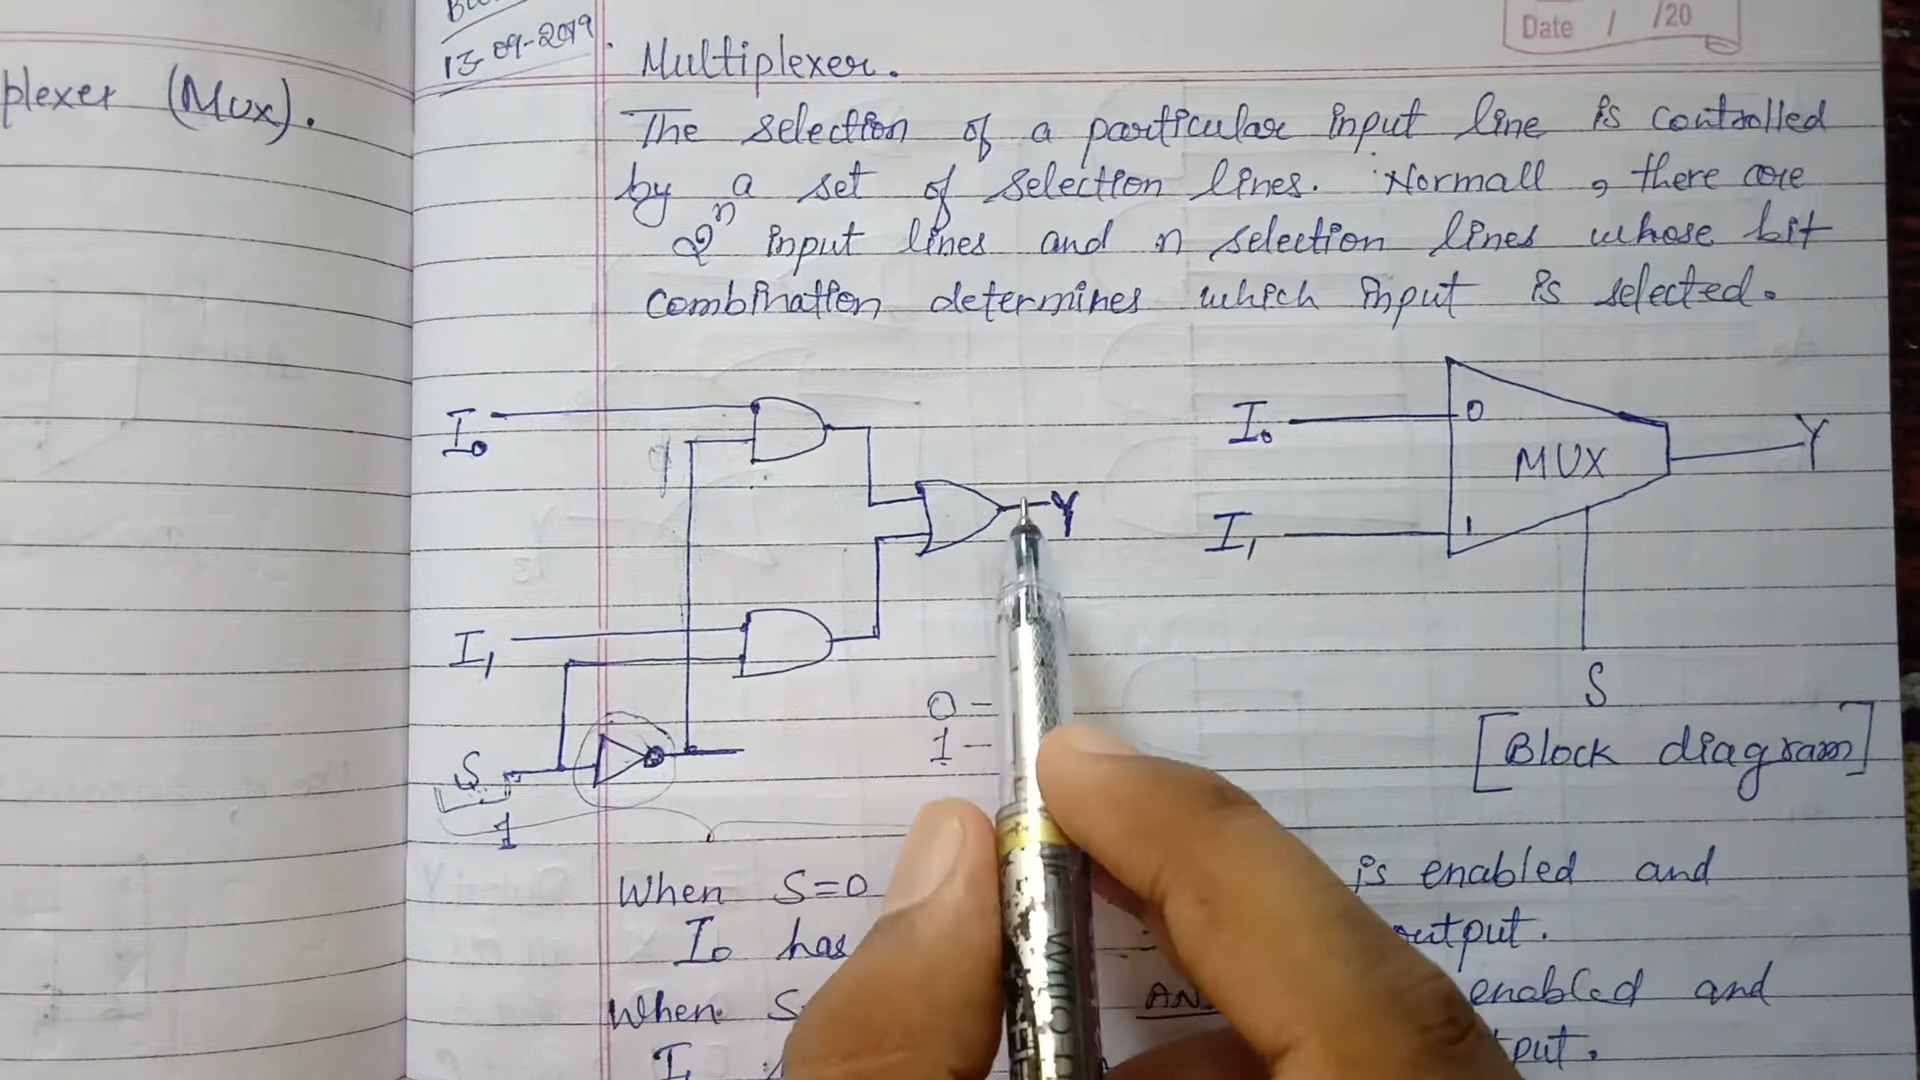 plexer (Mux).
13-09-2019
Date / /20
Multiplexer.
The selection of a particular input line is controlled
by a set of selection lines. Normall , there are
2^n input lines and n selection lines whose bit
combination determines which input is selected.
I0
Y
I1
S
1
0 -
1 -
I0
0
MUX
Y
I1
1
S
[Block diagram]
When S=0 is enabled and
I0 has output.
When S enabled and
I